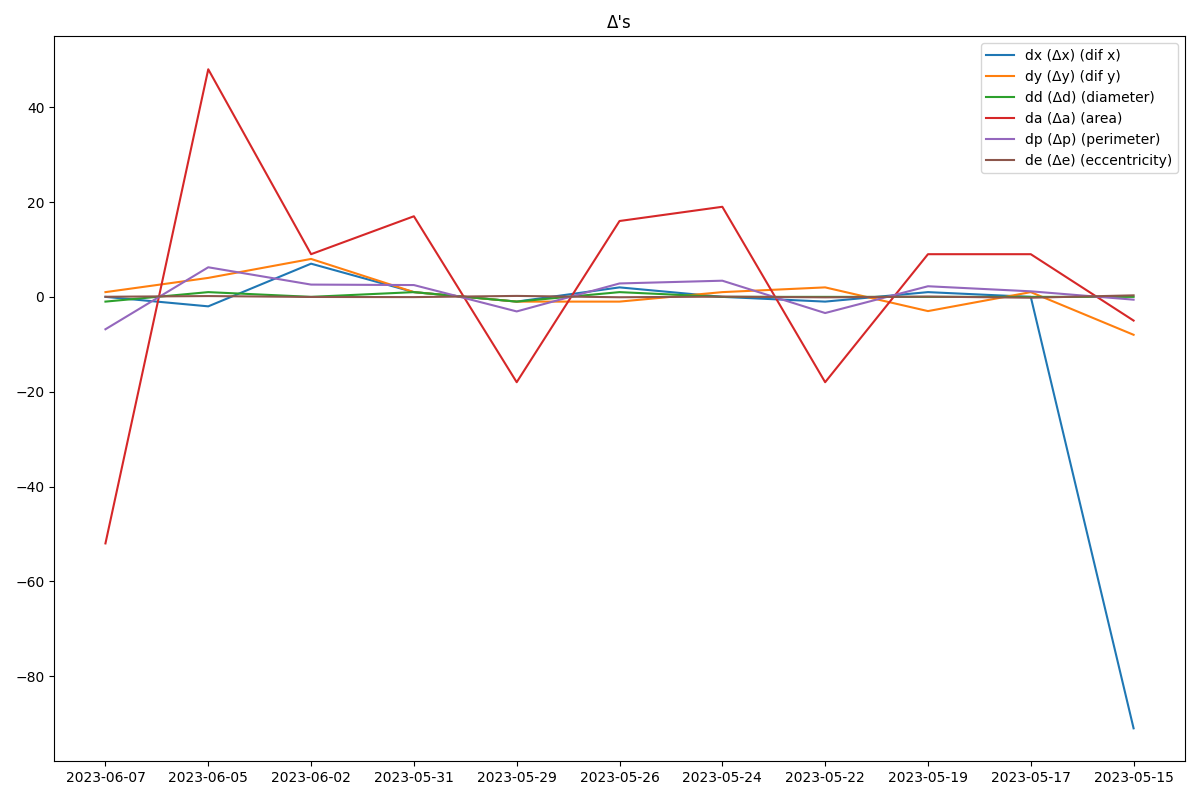 Δ's
dx (Δx) (dif x)
dy (Δy) (dif y)
dd (Δd) (diameter)
da (Δa) (area)
dp (Δp) (perimeter)
de (Δe) (eccentricity)
40
20
0
−20
−40
−60
−80
2023-06-07 2023-06-05 2023-06-02 2023-05-31 2023-05-29 2023-05-26 2023-05-24 2023-05-22 2023-05-19 2023-05-17 2023-05-15